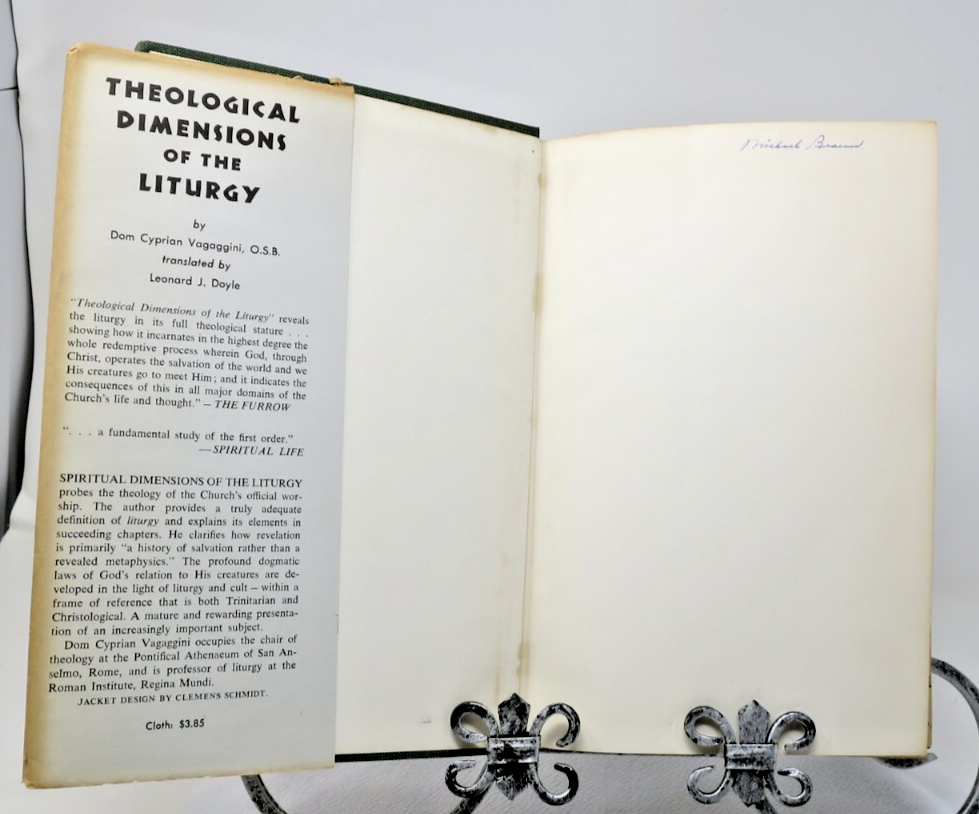 THEOLOGICAL
DIMENSIONS
OF THE
LITURGY
by
Dom Cyprian Vagaggini, O.S.B.
translated by
Leonard J. Doyle
"Theological Dimensions of the Liturgy" reveals
the liturgy in its full theological stature . . .
showing how it incarnates in the highest degree the
whole redemptive process wherein God, through
Christ, operates the salvation of the world and we
His creatures go to meet Him; and it indicates the
consequences of this in all major domains of the
Church's life and thought." – THE FURROW
". . . a fundamental study of the first order."
—SPIRITUAL LIFE
SPIRITUAL DIMENSIONS OF THE LITURGY
probes the theology of the Church's official wor-
ship. The author provides a truly adequate
definition of liturgy and explains its elements in
succeeding chapters. He clarifies how revelation
is primarily "a history of salvation rather than a
revealed metaphysics." The profound dogmatic
laws of God's relation to His creatures are de-
veloped in the light of liturgy and cult – within a
frame of reference that is both Trinitarian and
Christological. A mature and rewarding presenta-
tion of an increasingly important subject.
Dom Cyprian Vagaggini occupies the chair of
theology at the Pontifical Athenaeum of San An-
selmo, Rome, and is professor of liturgy at the
Roman Institute, Regina Mundi.
JACKET DESIGN BY CLEMENS SCHMIDT.
Cloth: $3.85
Michael